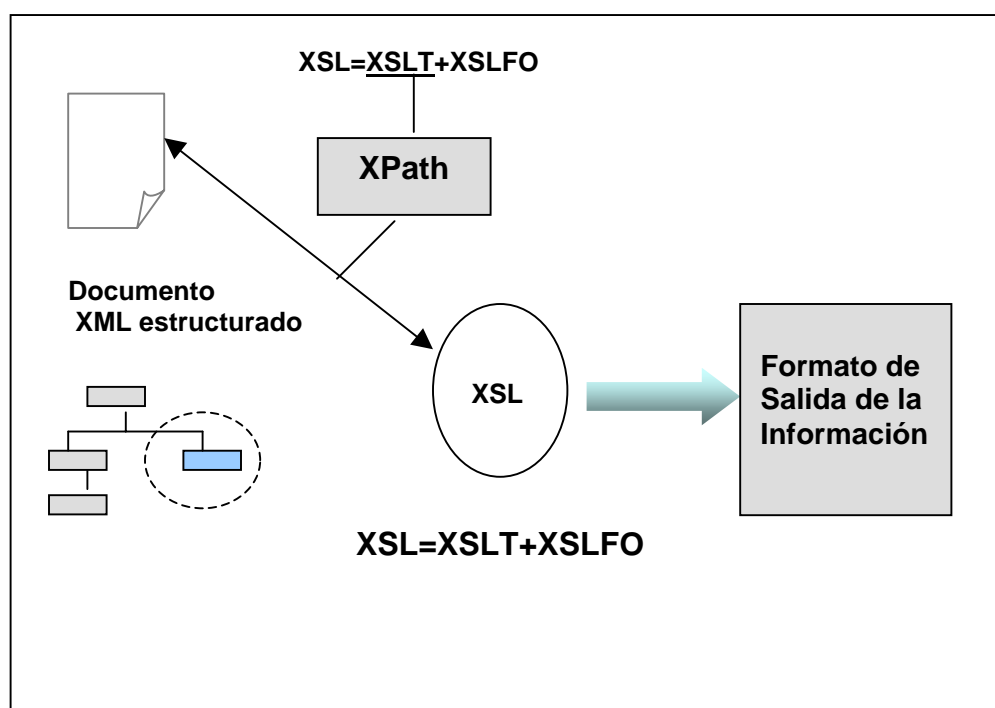 XSL=XSLT+XSLFO
XPath
Documento
XML estructurado
XSL
Formato de
Salida de la
Información
XSL=XSLT+XSLFO